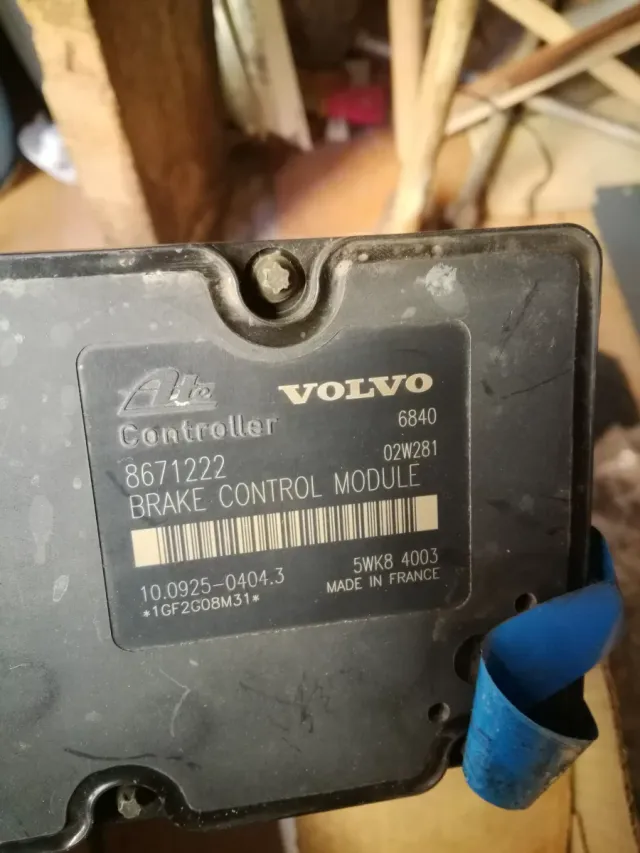 Ate VOLVO
Controller 6840
8671222 02W281
BRAKE CONTROL MODULE
10.0925-0404.3 5WK8 4003
*1GF2G08M31* MADE IN FRANCE